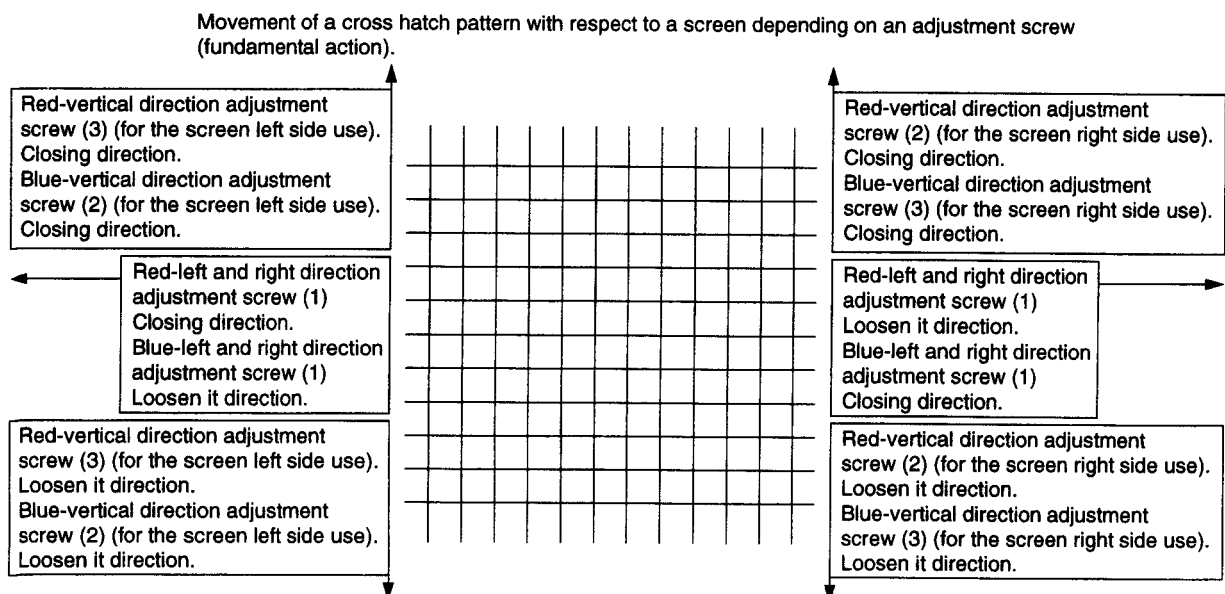 Movement of a cross hatch pattern with respect to a screen depending on an adjustment screw
(fundamental action).
Red-vertical direction adjustment
screw (3) (for the screen left side use).
Closing direction.
Blue-vertical direction adjustment
screw (2) (for the screen left side use).
Closing direction.
Red-vertical direction adjustment
screw (2) (for the screen right side use).
Closing direction.
Blue-vertical direction adjustment
screw (3) (for the screen right side use).
Closing direction.
Red-left and right direction
adjustment screw (1)
Closing direction.
Blue-left and right direction
adjustment screw (1)
Loosen it direction.
Red-left and right direction
adjustment screw (1)
Loosen it direction.
Blue-left and right direction
adjustment screw (1)
Closing direction.
Red-vertical direction adjustment
screw (3) (for the screen left side use).
Loosen it direction.
Blue-vertical direction adjustment
screw (2) (for the screen left side use).
Loosen it direction.
Red-vertical direction adjustment
screw (2) (for the screen right side use).
Loosen it direction.
Blue-vertical direction adjustment
screw (3) (for the screen right side use).
Loosen it direction.